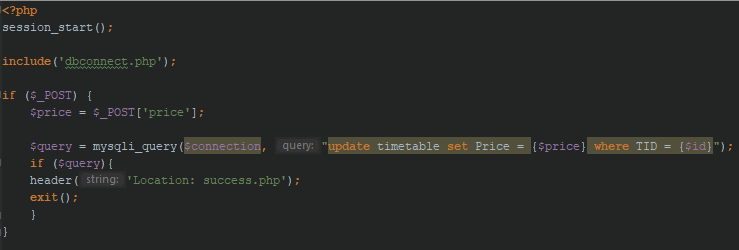 <?php
session_start();
include('dbconnect.php');
if ($_POST) {
$price = $_POST['price'];
$query = mysqli_query($connection, query: "update timetable set Price = {$price} where TID = {$id}");
if ($query){
header( string: 'Location: success.php');
exit();
}
}